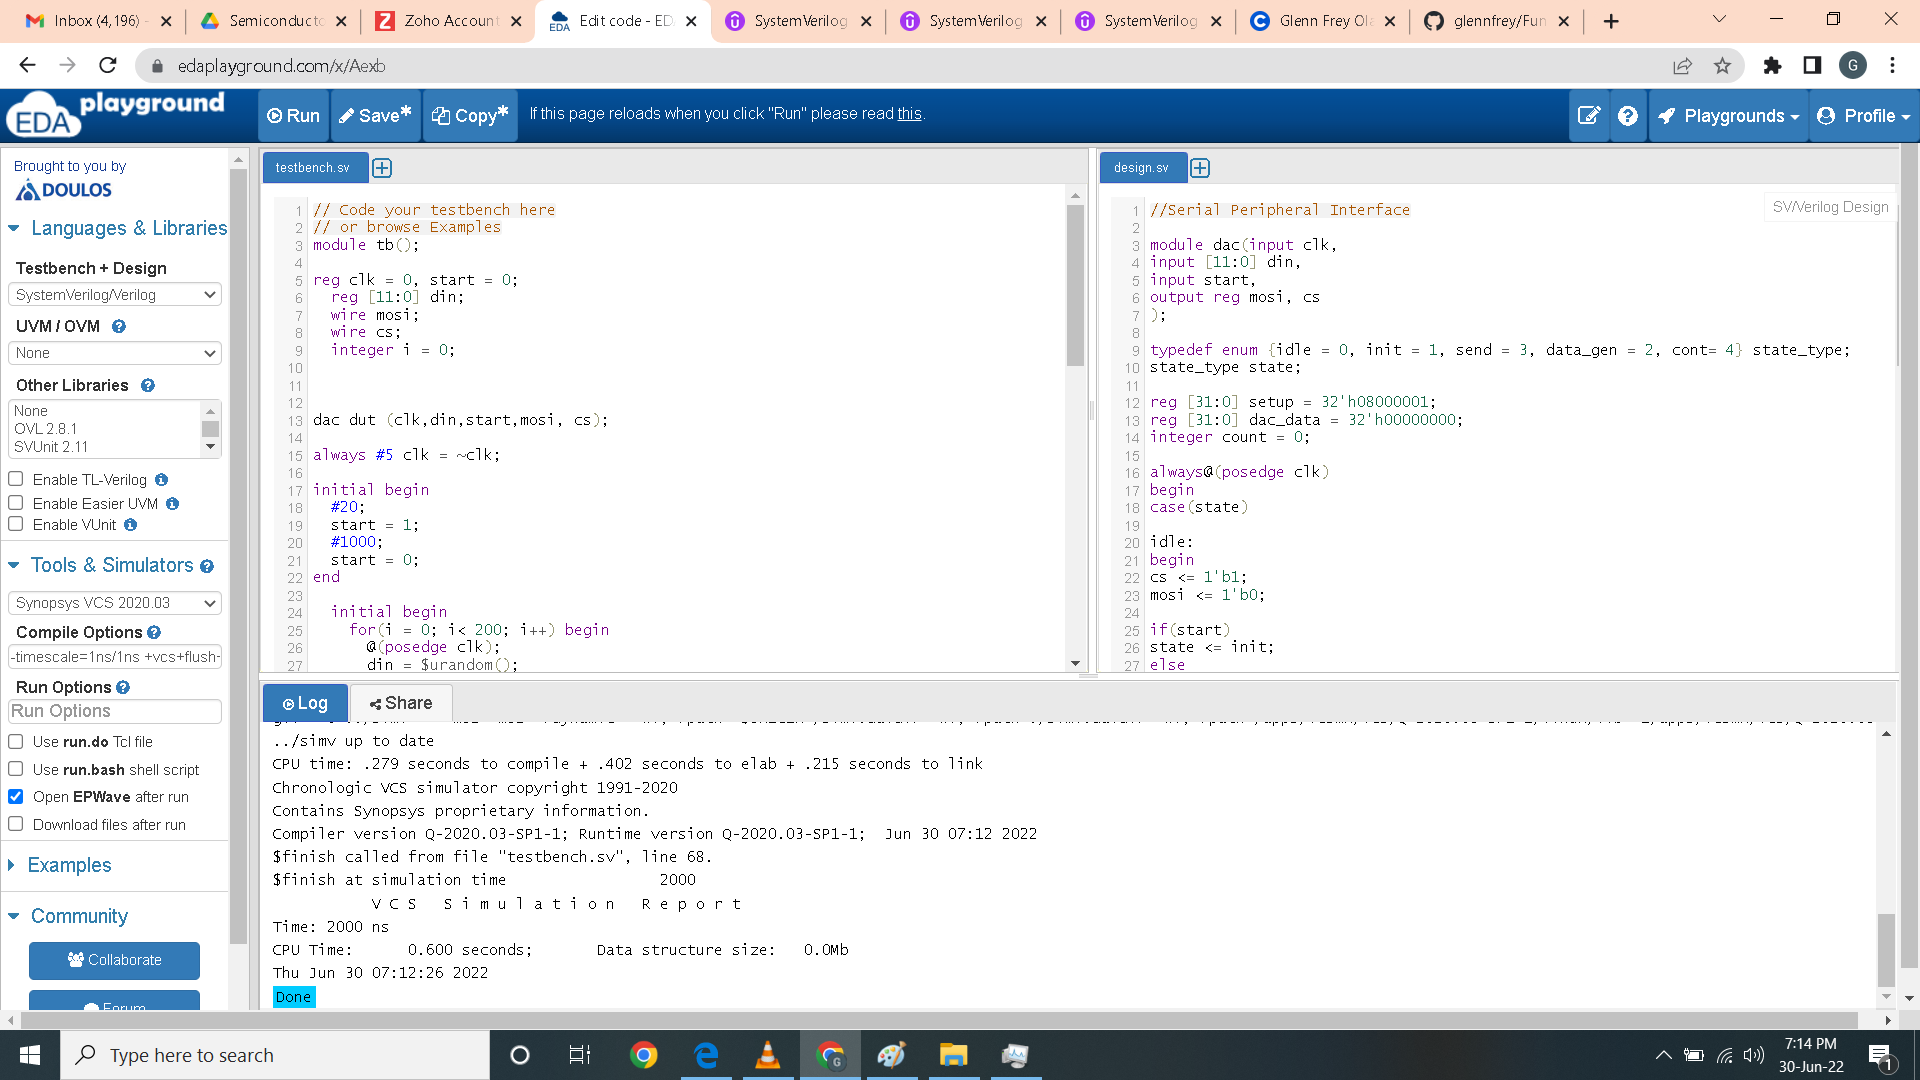 Inbox (4,196) -
Semiconducto
Zoho Account
Edit code - ED
SystemVerilog
SystemVerilog
SystemVerilog
Glenn Frey Ola
glennfrey/Fun
edaplayground.com/x/Aexb
G
EDA playground
Run
Save*
Copy*
If this page reloads when you click "Run" please read this.
Playgrounds
Profile
Brought to you by
DOULOS
Languages & Libraries
Testbench + Design
SystemVerilog/Verilog
UVM / OVM
None
Other Libraries
None
OVL 2.8.1
SVUnit 2.11
Enable TL-Verilog
Enable Easier UVM
Enable VUnit
Tools & Simulators
Synopsys VCS 2020.03
Compile Options
-timescale=1ns/1ns +vcs+flush+
Run Options
Run Options
Use run.do Tcl file
Use run.bash shell script
Open EPWave after run
Download files after run
Examples
Community
Collaborate
Forum
testbench.sv
1 // Code your testbench here
2 // or browse Examples
3 module tb();
4
5 reg clk = 0, start = 0;
6 reg [11:0] din;
7 wire mosi;
8 wire cs;
9 integer i = 0;
10
11
12
13 dac dut (clk,din,start,mosi, cs);
14
15 always #5 clk = ~clk;
16
17 initial begin
18 #20;
19 start = 1;
20 #1000;
21 start = 0;
22 end
23
24 initial begin
25 for(i = 0; i< 200; i++) begin
26 @(posedge clk);
27 din = $urandom();
design.sv
SV/Verilog Design
1 //Serial Peripheral Interface
2
3 module dac(input clk,
4 input [11:0] din,
5 input start,
6 output reg mosi, cs
7 );
8
9 typedef enum {idle = 0, init = 1, send = 3, data_gen = 2, cont= 4} state_type;
10 state_type state;
11
12 reg [31:0] setup = 32'h08000001;
13 reg [31:0] dac_data = 32'h00000000;
14 integer count = 0;
15
16 always@(posedge clk)
17 begin
18 case(state)
19
20 idle:
21 begin
22 cs <= 1'b1;
23 mosi <= 1'b0;
24
25 if(start)
26 state <= init;
27 else
Log
Share
../simv up to date
CPU time: .279 seconds to compile + .402 seconds to elab + .215 seconds to link
Chronologic VCS simulator copyright 1991-2020
Contains Synopsys proprietary information.
Compiler version Q-2020.03-SP1-1; Runtime version Q-2020.03-SP1-1; Jun 30 07:12 2022
$finish called from file "testbench.sv", line 68.
$finish at simulation time 2000
V C S S i m u l a t i o n R e p o r t
Time: 2000 ns
CPU Time: 0.600 seconds; Data structure size: 0.0Mb
Thu Jun 30 07:12:26 2022
Done
Type here to search
7:14 PM
30-Jun-22
1